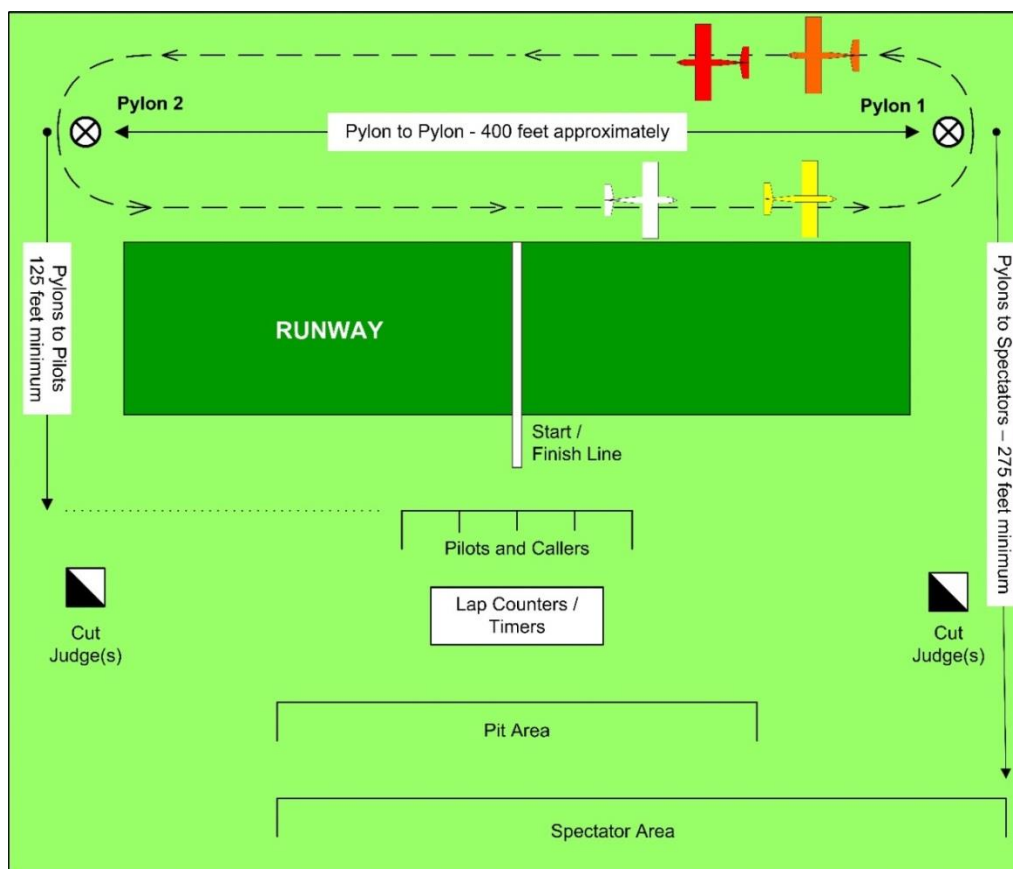 Pylon 2
Pylon 1
Pylon to Pylon - 400 feet approximately
Pylons to Pilots
125 feet minimum
Pylons to Spectators – 275 feet minimum
RUNWAY
Start /
Finish Line
Pilots and Callers
Lap Counters /
Timers
Cut
Judge(s)
Cut
Judge(s)
Pit Area
Spectator Area